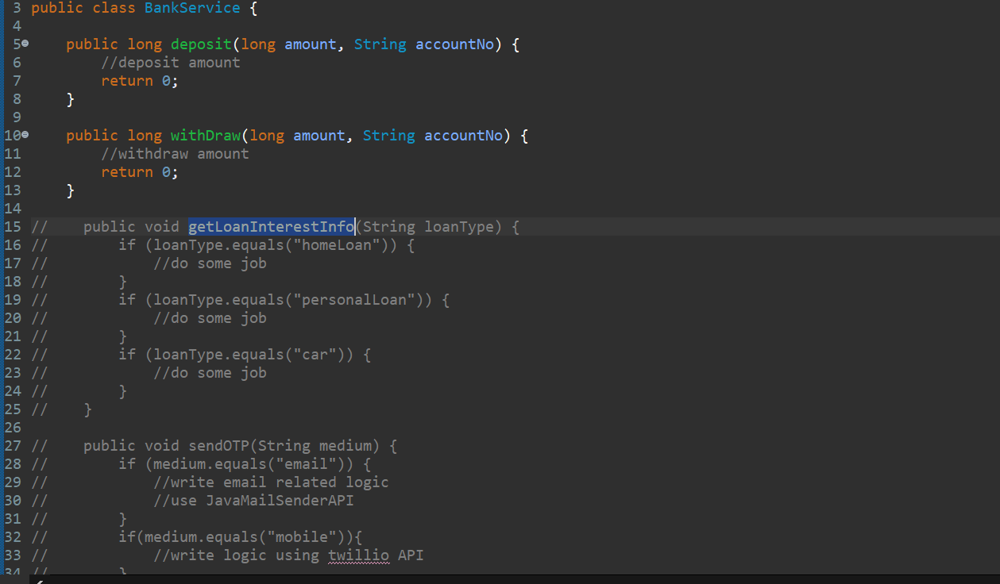 3 public class BankService {
4
5 public long deposit(long amount, String accountNo) {
6 //deposit amount
7 return 0;
8 }
9
10 public long withDraw(long amount, String accountNo) {
11 //withdraw amount
12 return 0;
13 }
14
15 // public void getLoanInterestInfo(String loanType) {
16 // if (loanType.equals("homeLoan")) {
17 // //do some job
18 // }
19 // if (loanType.equals("personalLoan")) {
20 // //do some job
21 // }
22 // if (loanType.equals("car")) {
23 // //do some job
24 // }
25 // }
26
27 // public void sendOTP(String medium) {
28 // if (medium.equals("email")) {
29 // //write email related logic
30 // //use JavaMailSenderAPI
31 // }
32 // if(medium.equals("mobile")){
33 // //write logic using twillio API
34 // }